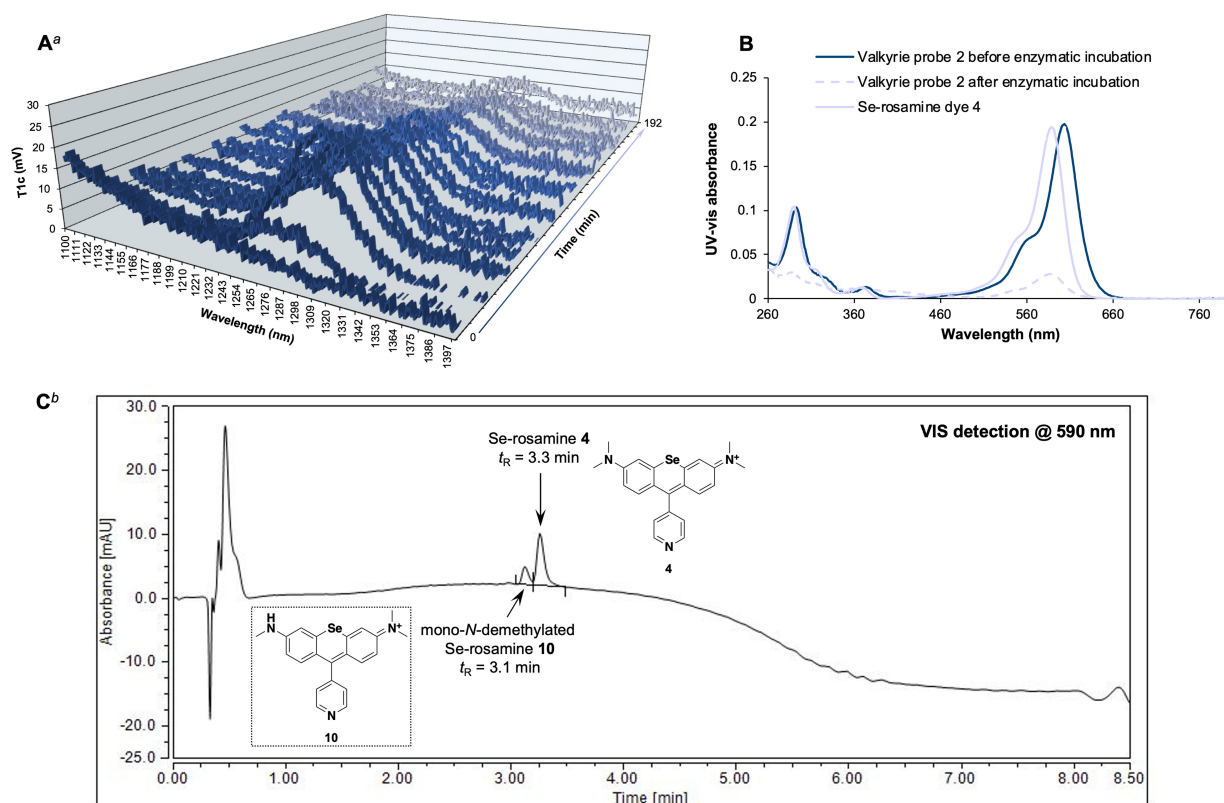 Aa
T1c (mV)
30
25
20
15
10
5
0
1100
1111
1122
1133
1144
1155
1166
1177
1188
1199
1210
1221
1232
1243
1254
1265
1276
1287
1298
1309
1320
1331
1342
1353
1364
1375
1386
1397
Wavelength (nm)
0
Time (min)
192
B
Valkyrie probe 2 before enzymatic incubation
Valkyrie probe 2 after enzymatic incubation
Se-rosamine dye 4
UV-vis absorbance
0.25
0.2
0.15
0.1
0.05
0
260
360
460
560
660
760
Wavelength (nm)
Cb
Absorbance [mAU]
30.0
20.0
10.0
0.0
-10.0
-20.0
-25.0
VIS detection @ 590 nm
Se-rosamine 4
tR = 3.3 min
N
Se
N+
N
4
mono-N-demethylated
Se-rosamine 10
tR = 3.1 min
H
N
Se
N+
N
10
0.00
1.00
2.00
3.00
4.00
5.00
6.00
7.00
8.00
8.50
Time [min]